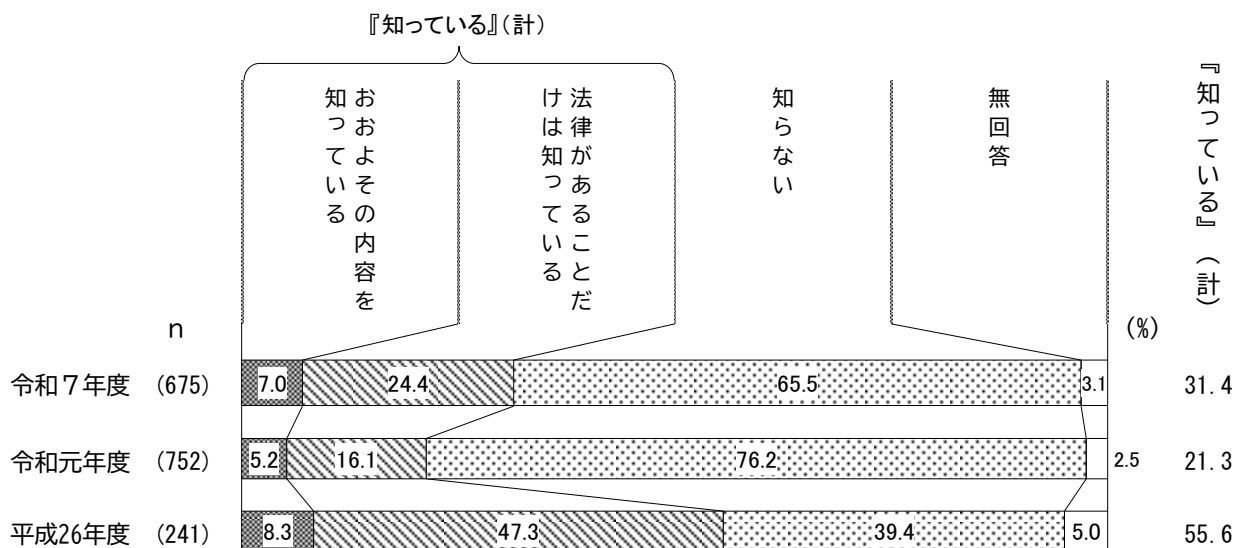 『知っている』(計)
おおよその内容を
知っている
法律があることだ
けは知っている
知らない
無回答
『知っている』（計）
n
(%)
令和７年度 (675) 7.0 24.4 65.5 3.1 31.4
令和元年度 (752) 5.2 16.1 76.2 2.5 21.3
平成26年度 (241) 8.3 47.3 39.4 5.0 55.6